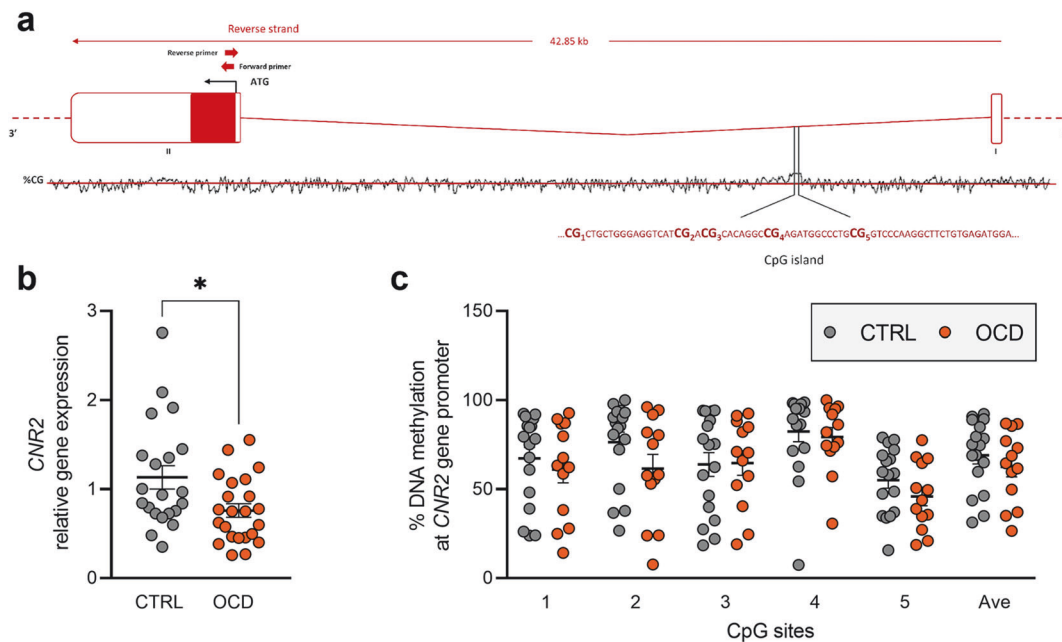 a
Reverse strand
42.85 kb
Reverse primer
Forward primer
ATG
3’
II
I
%CG
...CG1CTGCTGGGAGGTCATCG2ACG3CACAGGCCG4AGATGGCCCTGCG5GTCCCAAGGCTTCTGTGAGATGGA...
CpG island
b
*
CNR2
relative gene expression
3
2
1
0
CTRL
OCD
c
% DNA methylation
at CNR2 gene promoter
150
100
50
0
CTRL
OCD
1
2
3
4
5
Ave
CpG sites